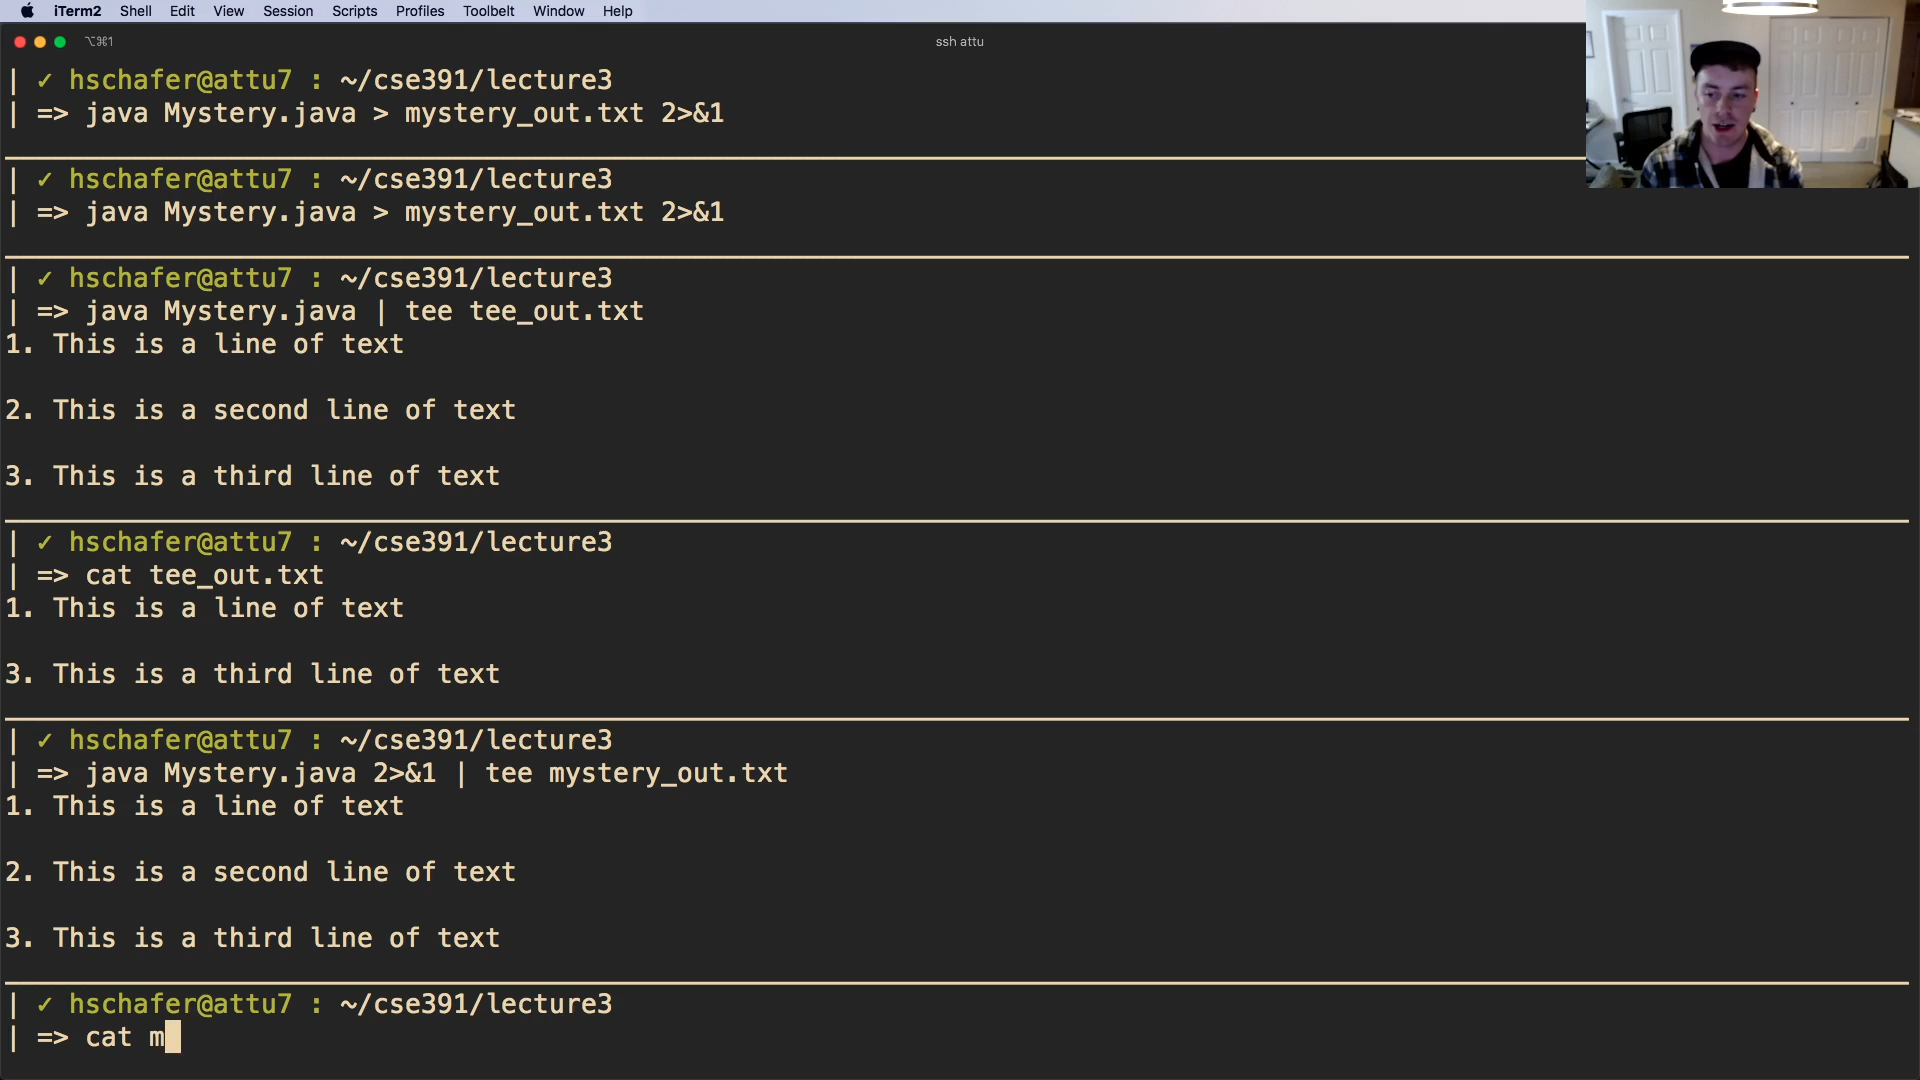 iTerm2 Shell Edit View Session Scripts Profiles Toolbelt Window Help
⌥⌘1 ssh attu
| ✓ hschafer@attu7 : ~/cse391/lecture3
| => java Mystery.java > mystery_out.txt 2>&1
| ✓ hschafer@attu7 : ~/cse391/lecture3
| => java Mystery.java > mystery_out.txt 2>&1
| ✓ hschafer@attu7 : ~/cse391/lecture3
| => java Mystery.java | tee tee_out.txt
1. This is a line of text
2. This is a second line of text
3. This is a third line of text
| ✓ hschafer@attu7 : ~/cse391/lecture3
| => cat tee_out.txt
1. This is a line of text
3. This is a third line of text
| ✓ hschafer@attu7 : ~/cse391/lecture3
| => java Mystery.java 2>&1 | tee mystery_out.txt
1. This is a line of text
2. This is a second line of text
3. This is a third line of text
| ✓ hschafer@attu7 : ~/cse391/lecture3
| => cat m